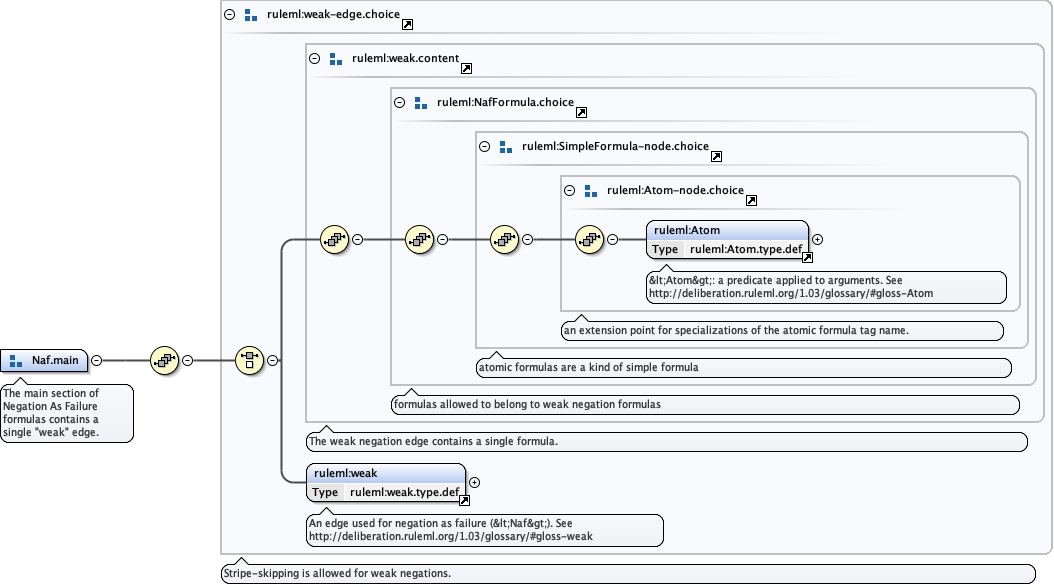 ruleml:weak-edge.choice
ruleml:weak.content
ruleml:NafFormula.choice
ruleml:SimpleFormula-node.choice
ruleml:Atom-node.choice
ruleml:Atom
Type ruleml:Atom.type.def
&lt;Atom&gt;: a predicate applied to arguments. See
http://deliberation.ruleml.org/1.03/glossary/#gloss-Atom
an extension point for specializations of the atomic formula tag name.
atomic formulas are a kind of simple formula
formulas allowed to belong to weak negation formulas
The weak negation edge contains a single formula.
Naf.main
The main section of
Negation As Failure
formulas contains a
single "weak" edge.
ruleml:weak
Type ruleml:weak.type.def
An edge used for negation as failure (&lt;Naf&gt;). See
http://deliberation.ruleml.org/1.03/glossary/#gloss-weak
Stripe-skipping is allowed for weak negations.